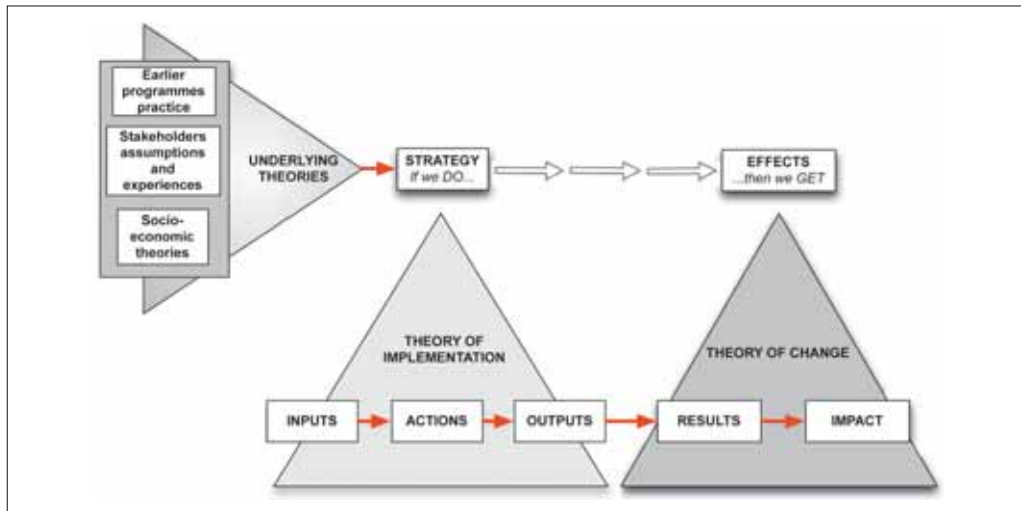 Earlier
programmes
practice
Stakeholders
assumptions
and
experiences
Socio-
economic
theories
UNDERLYING
THEORIES
STRATEGY
If we DO...
EFFECTS
...then we GET
THEORY OF
IMPLEMENTATION
THEORY OF CHANGE
INPUTS
ACTIONS
OUTPUTS
RESULTS
IMPACT